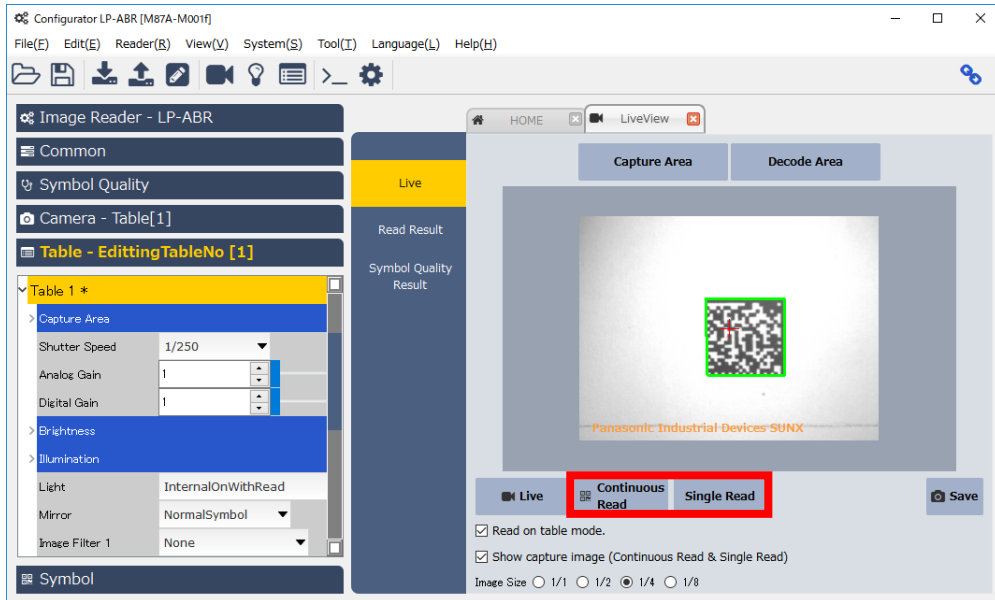 Configurator LP-ABR [M87A-M001f]
File(F) Edit(E) Reader(R) View(V) System(S) Tool(T) Language(L) Help(H)
Image Reader - LP-ABR
Common
Symbol Quality
Camera - Table[1]
Table - EdittingTableNo [1]
Table 1 *
Capture Area
Shutter Speed 1/250
Analog Gain 1
Digital Gain 1
Brightness
Illumination
Light InternalOnWithRead
Mirror NormalSymbol
Image Filter 1 None
Symbol
Live
Read Result
Symbol Quality
Result
HOME LiveView
Capture Area Decode Area
Panasonic Industrial Devices SUNX
Live Continuous
Read Single Read Save
Read on table mode.
Show capture image (Continuous Read & Single Read)
Image Size 1/1 1/2 1/4 1/8